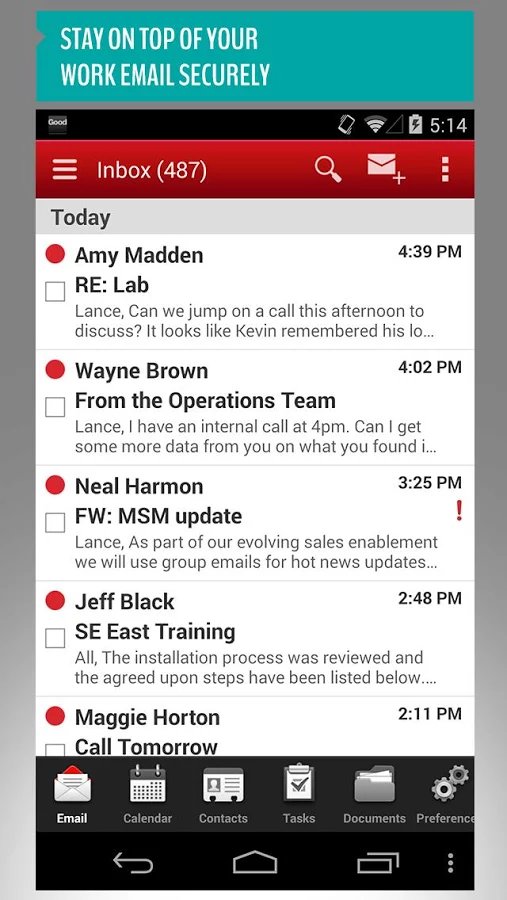 STAY ON TOP OF YOUR
WORK EMAIL SECURELY
Good
5:14
Inbox (487)
Today
Amy Madden 4:39 PM
RE: Lab
Lance, Can we jump on a call this afternoon to
discuss? It looks like Kevin remembered his lo...
Wayne Brown 4:02 PM
From the Operations Team
Lance, I have an internal call at 4pm. Can I get
some more data from you on what you found i...
Neal Harmon 3:25 PM
FW: MSM update !
Lance, As part of our evolving sales enablement
we will use group emails for hot news updates...
Jeff Black 2:48 PM
SE East Training
All, The installation process was reviewed and
the agreed upon steps have been listed below....
Maggie Horton 2:11 PM
Call Tomorrow
Email Calendar Contacts Tasks Documents Preference